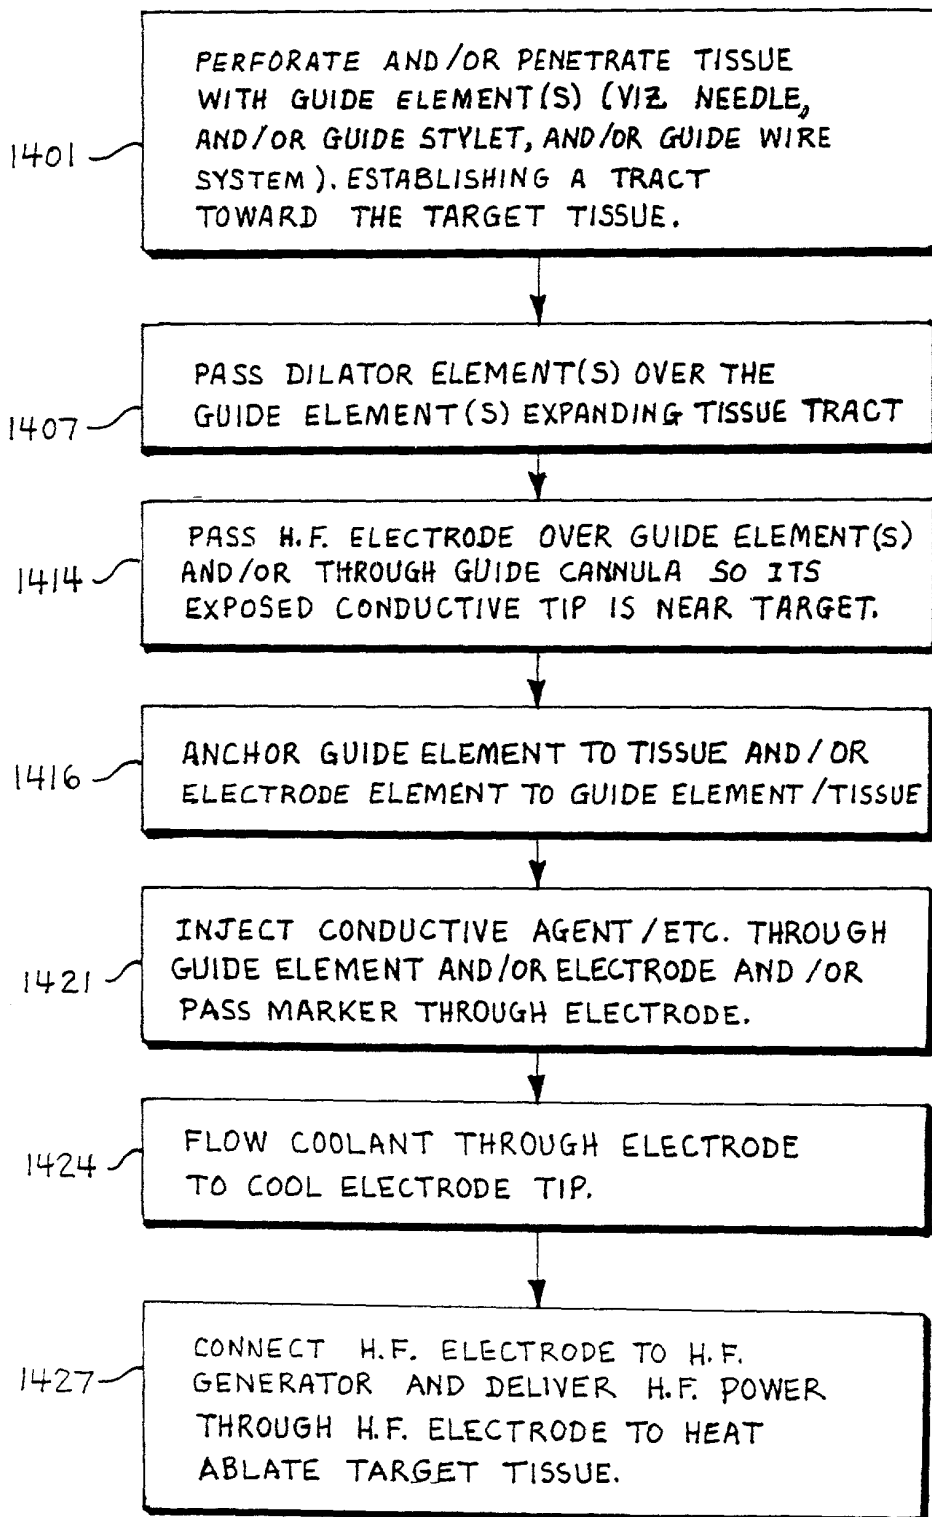 PERFORATE AND/OR PENETRATE TISSUE
WITH GUIDE ELEMENT(S) (VIZ NEEDLE,
AND/OR GUIDE STYLET, AND/OR GUIDE WIRE
SYSTEM). ESTABLISHING A TRACT
TOWARD THE TARGET TISSUE.
1401
PASS DILATOR ELEMENT(S) OVER THE
GUIDE ELEMENT(S) EXPANDING TISSUE TRACT
1407
PASS H.F. ELECTRODE OVER GUIDE ELEMENT(S)
AND/OR THROUGH GUIDE CANNULA SO ITS
EXPOSED CONDUCTIVE TIP IS NEAR TARGET.
1414
ANCHOR GUIDE ELEMENT TO TISSUE AND/OR
ELECTRODE ELEMENT TO GUIDE ELEMENT/TISSUE
1416
INJECT CONDUCTIVE AGENT/ETC. THROUGH
GUIDE ELEMENT AND/OR ELECTRODE AND/OR
PASS MARKER THROUGH ELECTRODE.
1421
FLOW COOLANT THROUGH ELECTRODE
TO COOL ELECTRODE TIP.
1424
CONNECT H.F. ELECTRODE TO H.F.
GENERATOR AND DELIVER H.F. POWER
THROUGH H.F. ELECTRODE TO HEAT
ABLATE TARGET TISSUE.
1427